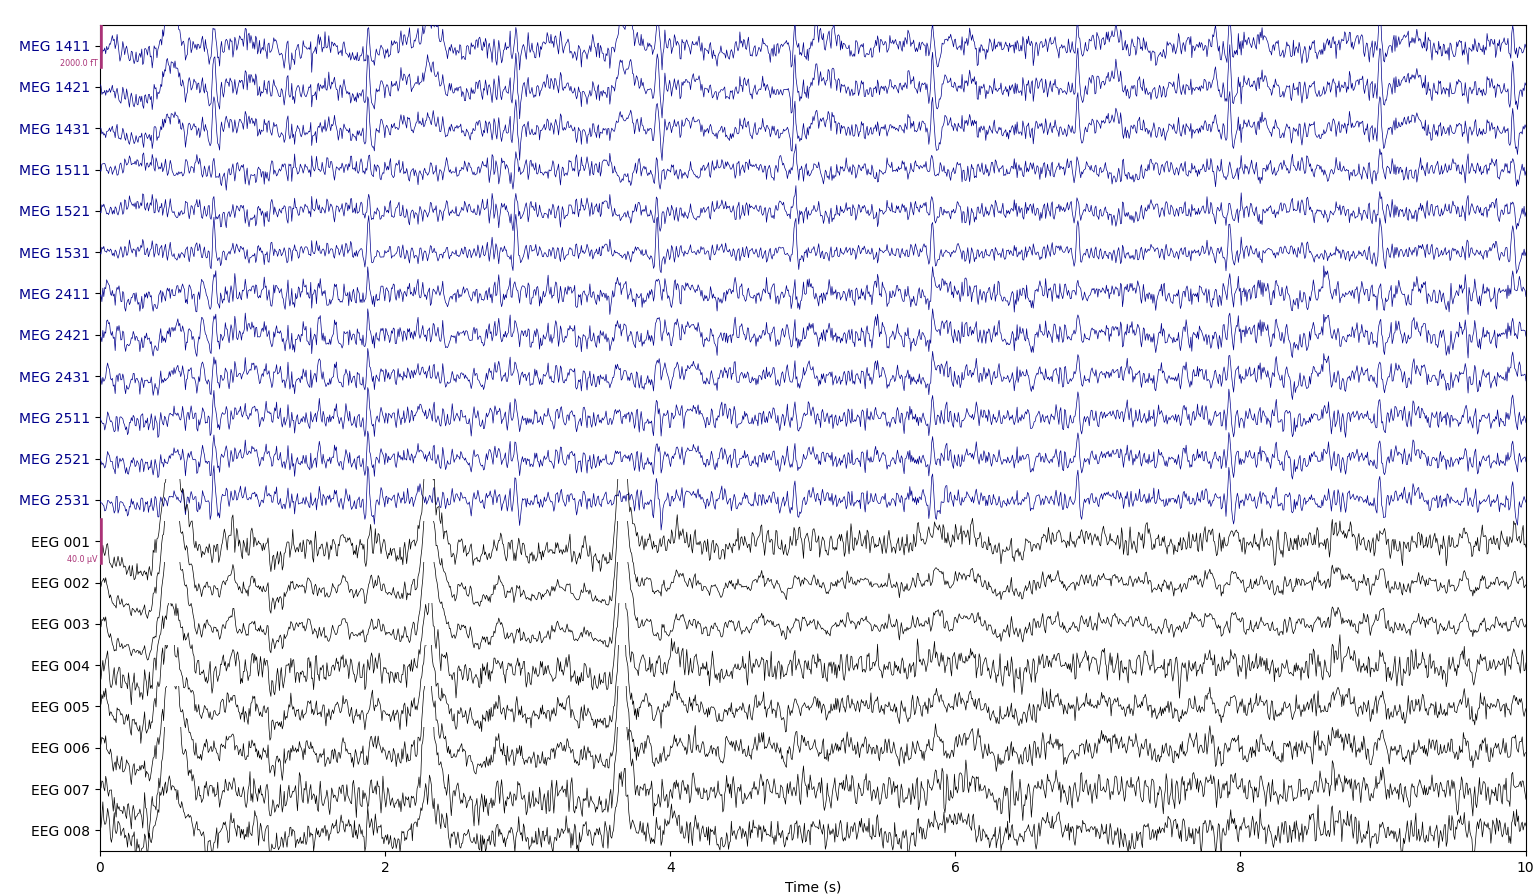 MEG 1411
2000.0 fT
MEG 1421
MEG 1431
MEG 1511
MEG 1521
MEG 1531
MEG 2411
MEG 2421
MEG 2431
MEG 2511
MEG 2521
MEG 2531
EEG 001
40.0 µV
EEG 002
EEG 003
EEG 004
EEG 005
EEG 006
EEG 007
EEG 008
0 2 4 6 8 10
Time (s)